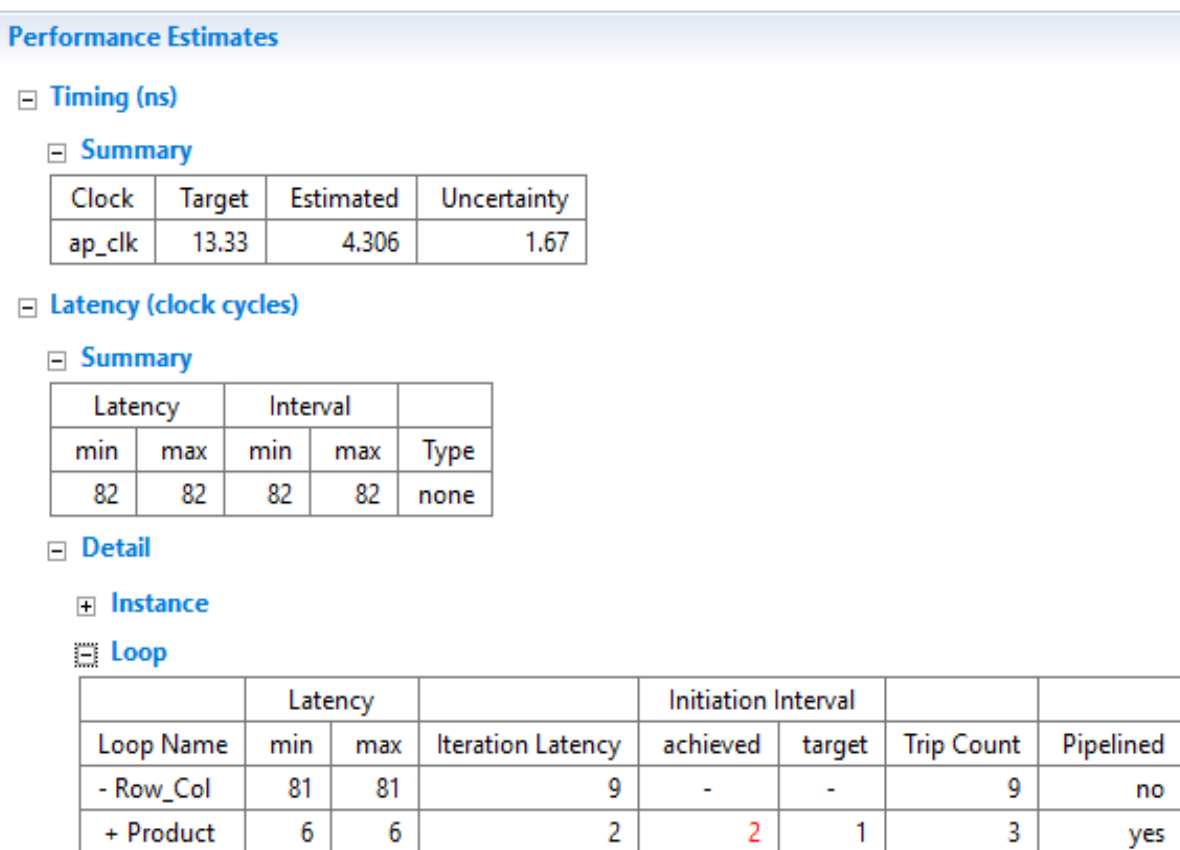 Performance Estimates
Timing (ns)
Summary
Clock Target Estimated Uncertainty
ap_clk 13.33 4.306 1.67
Latency (clock cycles)
Summary
Latency Interval
min max min max Type
82 82 82 82 none
Detail
Instance
Loop
Latency Initiation Interval
Loop Name min max Iteration Latency achieved target Trip Count Pipelined
- Row_Col 81 81 9 - - 9 no
+ Product 6 6 2 2 1 3 yes